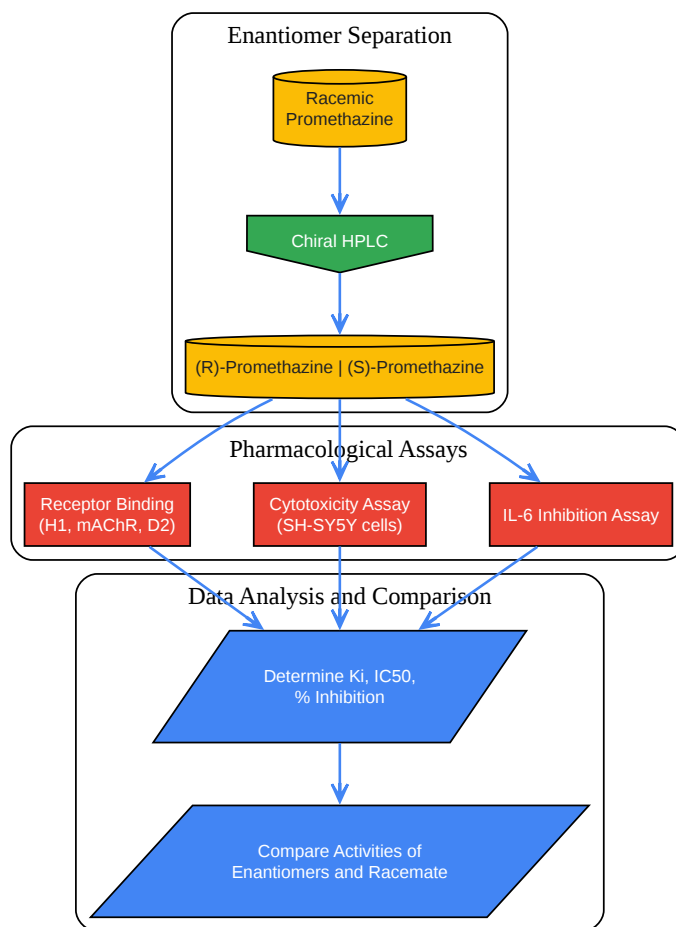 Enantiomer Separation
Racemic
Promethazine
Chiral HPLC
(R)-Promethazine | (S)-Promethazine
Pharmacological Assays
Receptor Binding
(H1, mAChR, D2)
Cytotoxicity Assay
(SH-SY5Y cells)
IL-6 Inhibition Assay
Data Analysis and Comparison
Determine Ki, IC50,
% Inhibition
Compare Activities of
Enantiomers and Racemate